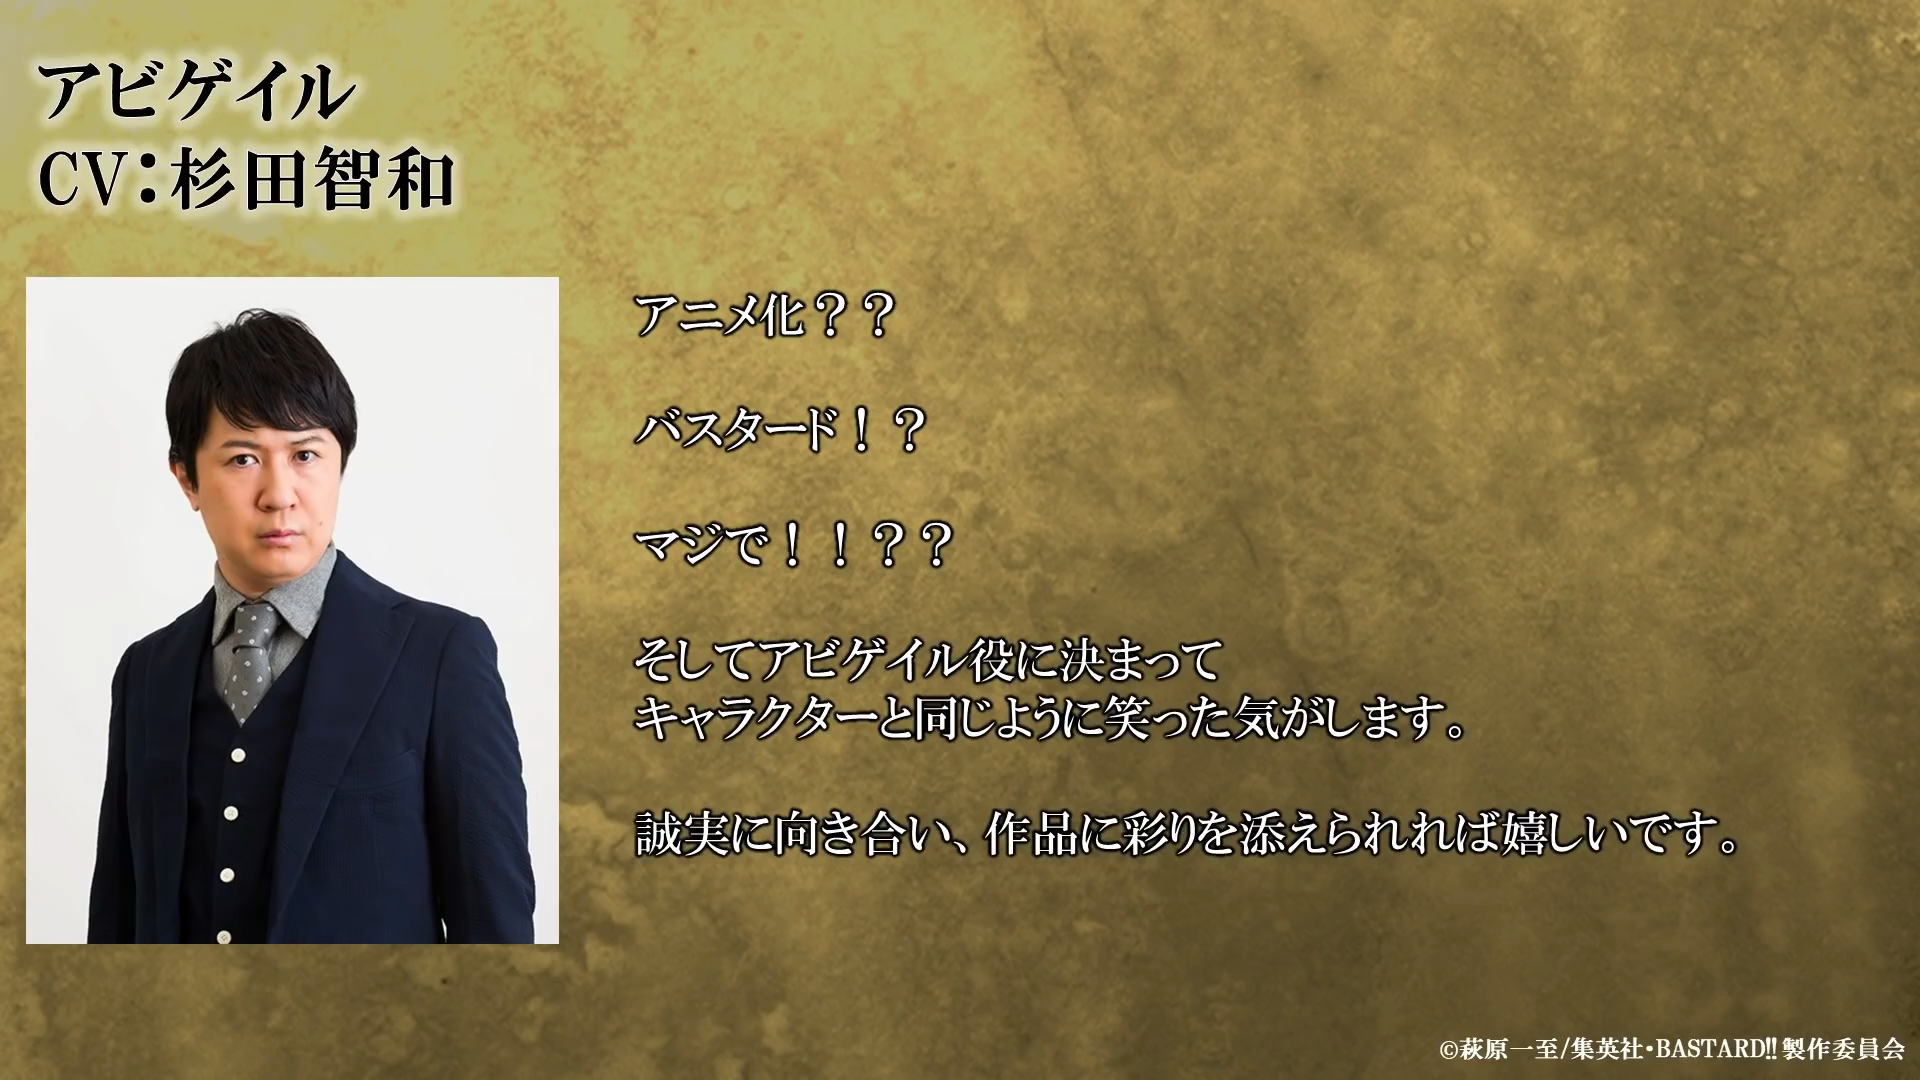 アビゲイル
CV：杉田智和
アニメ化？？
バスタード！？
マジで！！？？
そしてアビゲイル役に決まって
キャラクターと同じように笑った気がします。
誠実に向き合い、作品に彩りを添えられれば嬉しいです。
©萩原一至/集英社・BASTARD!!製作委員会